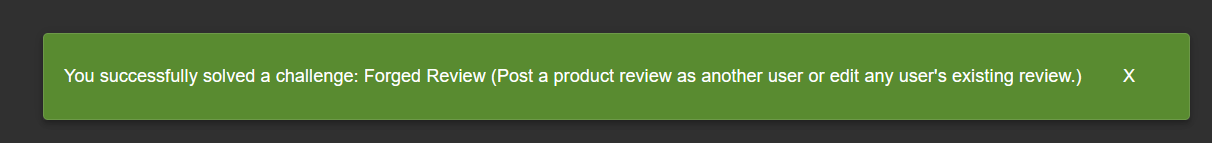 You successfully solved a challenge: Forged Review (Post a product review as another user or edit any user's existing review.) X